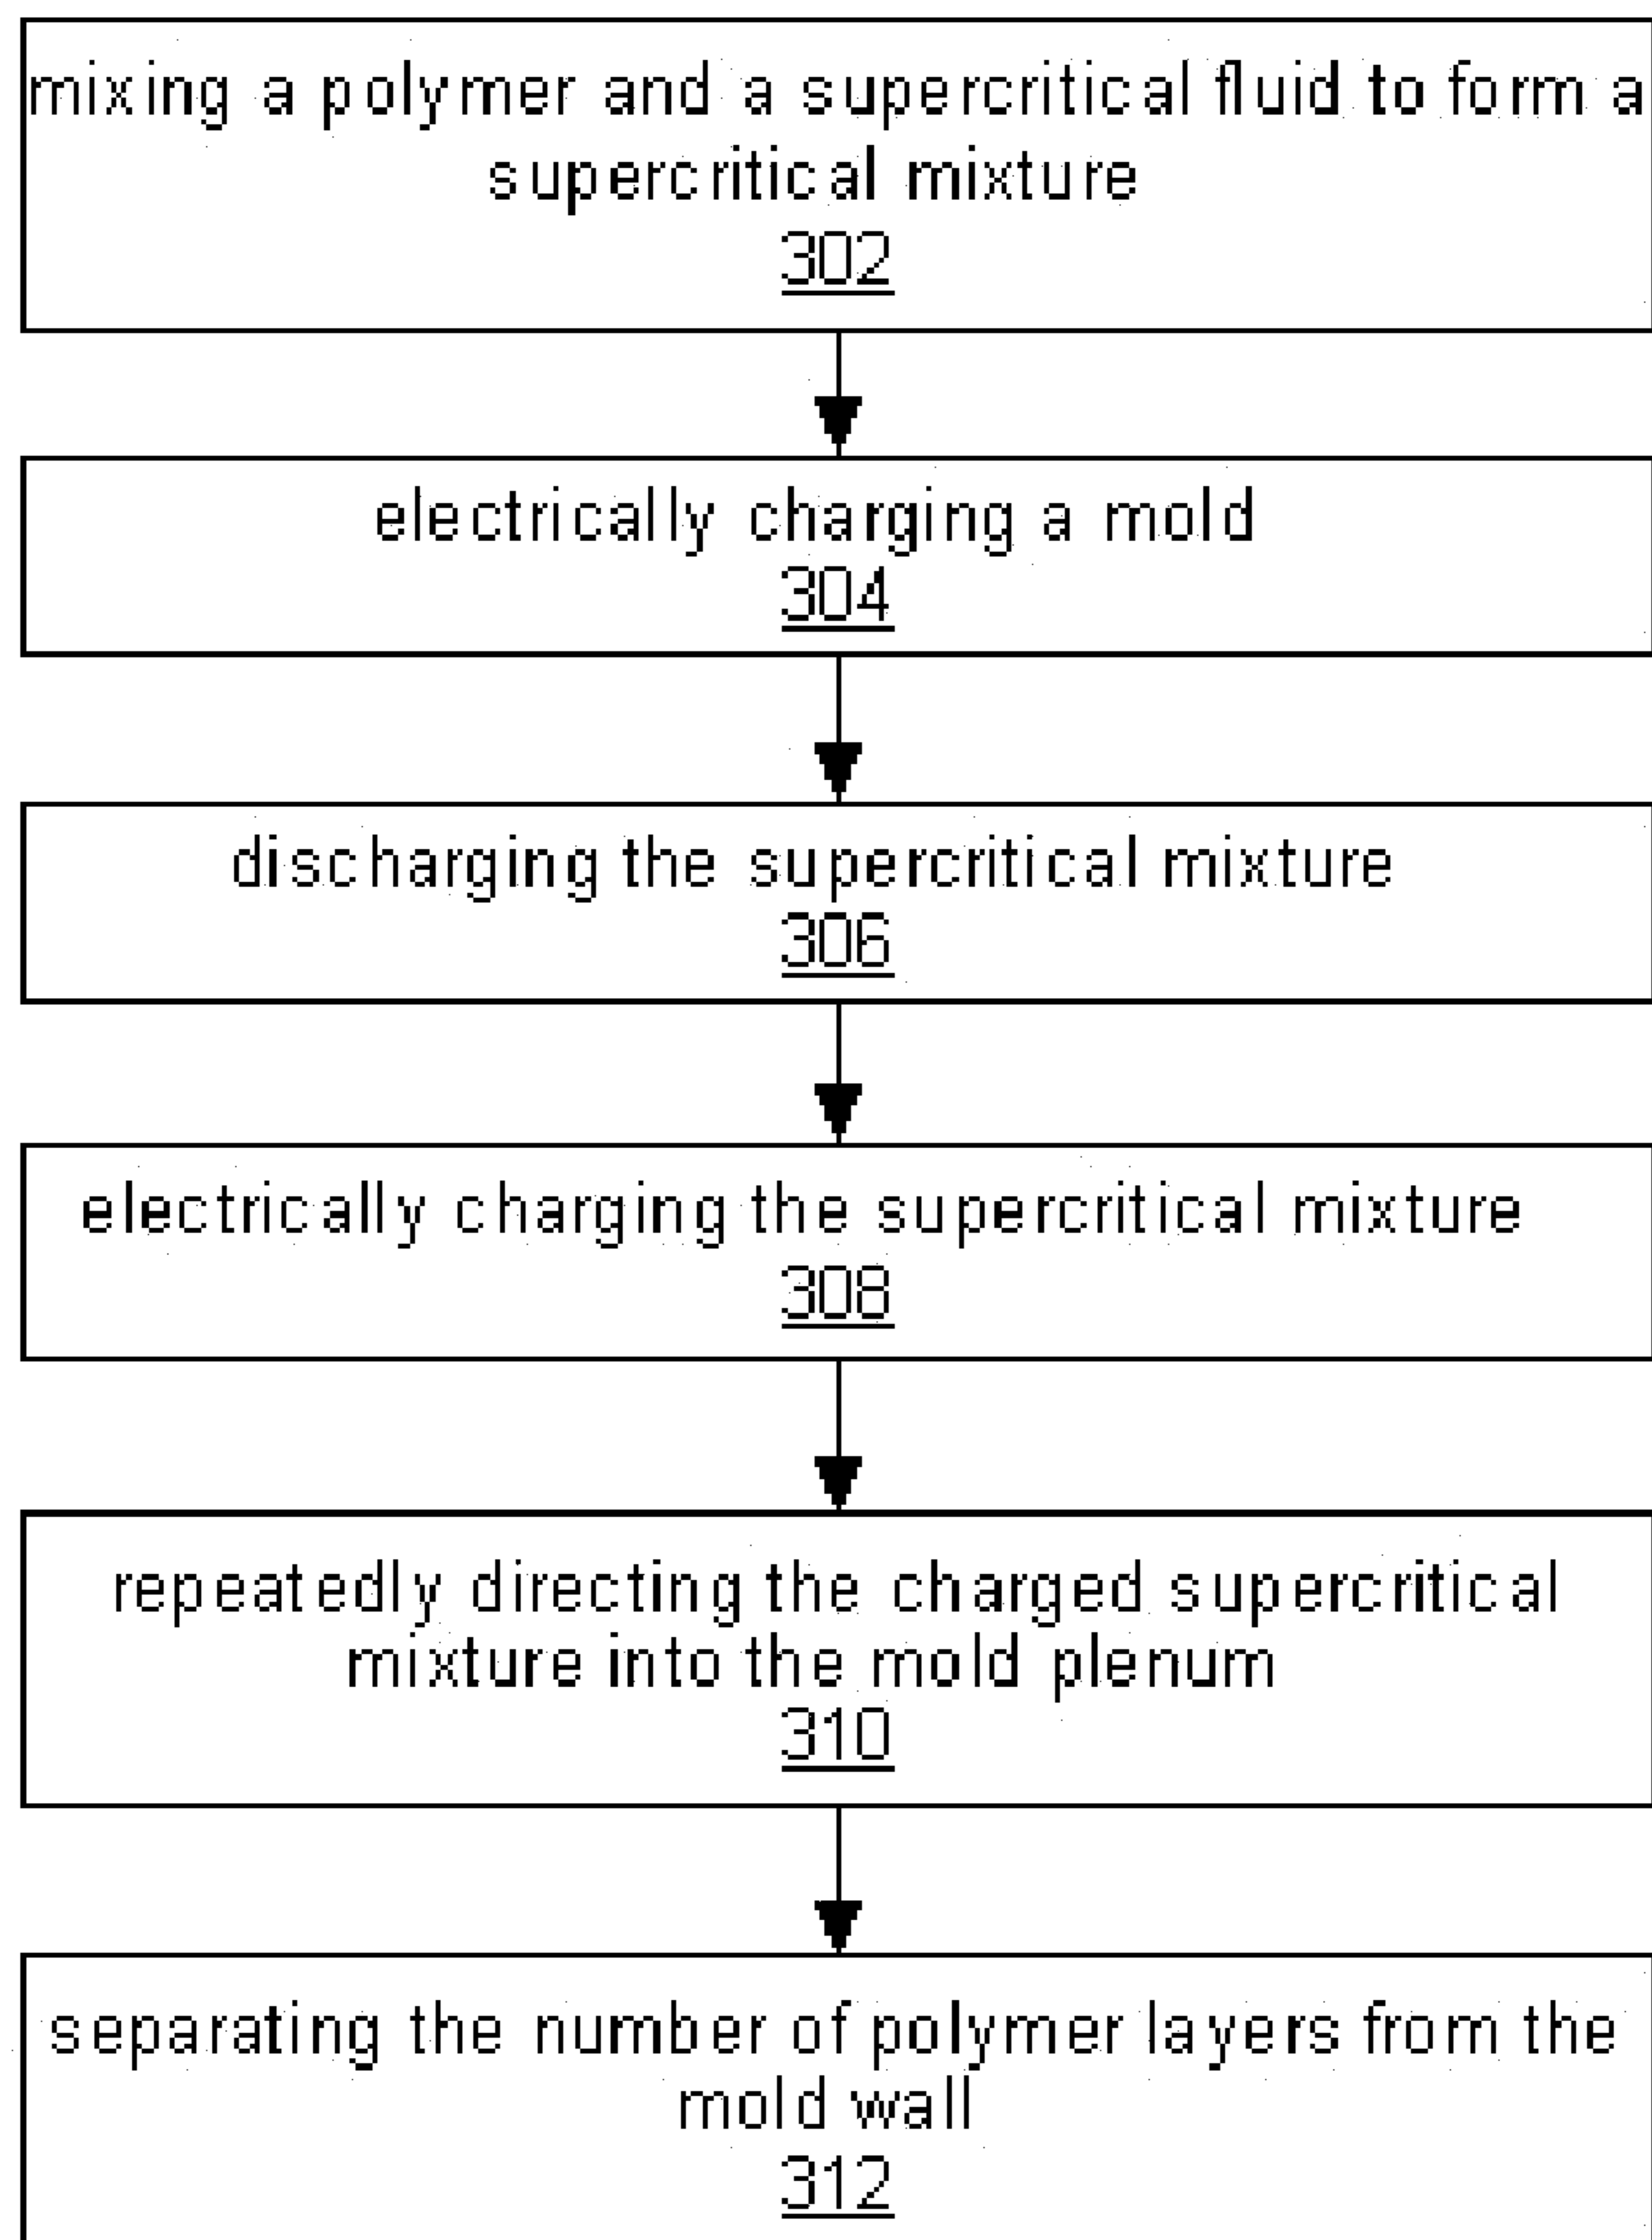 mixing a polymer and a supercritical fluid to form a
supercritical mixture
302
electrically charging a mold
304
discharging the supercritical mixture
306
electrically charging the supercritical mixture
308
repeatedly directing the charged supercritical
mixture into the mold plenum
310
separating the number of polymer layers from the
mold wall
312